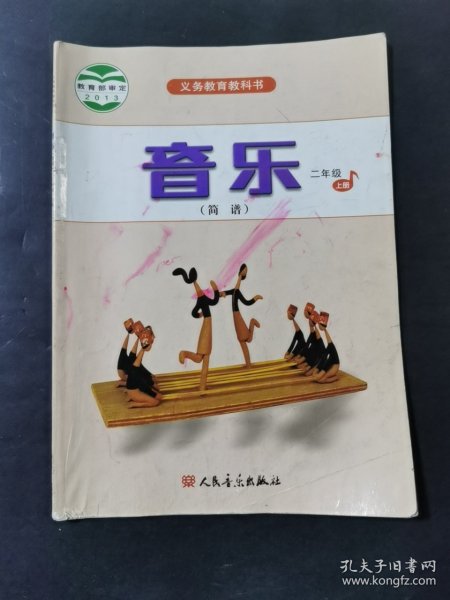 义务教育教科书
教育部审定
2013
音乐
二年级
上册
（简 谱）
人民音乐出版社
孔夫子旧书网
www.kongfz.com